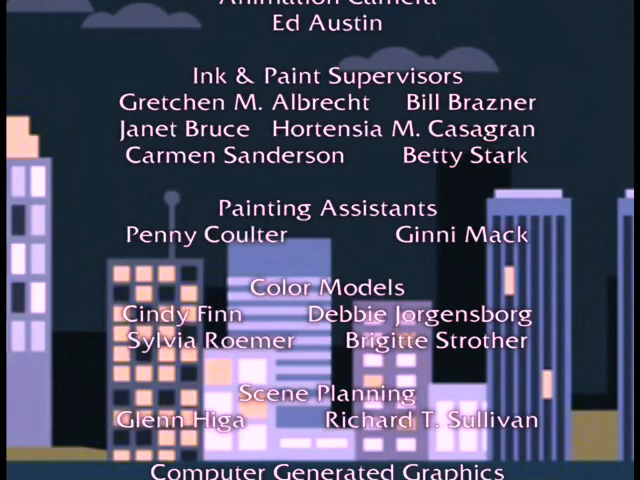 Animation Camera
Ed Austin
Ink & Paint Supervisors
Gretchen M. Albrecht Bill Brazner
Janet Bruce Hortensia M. Casagran
Carmen Sanderson Betty Stark
Painting Assistants
Penny Coulter Ginni Mack
Color Models
Cindy Finn Debbie Jorgensborg
Sylvia Roemer Brigitte Strother
Scene Planning
Glenn Higa Richard T. Sullivan
Computer Generated Graphics